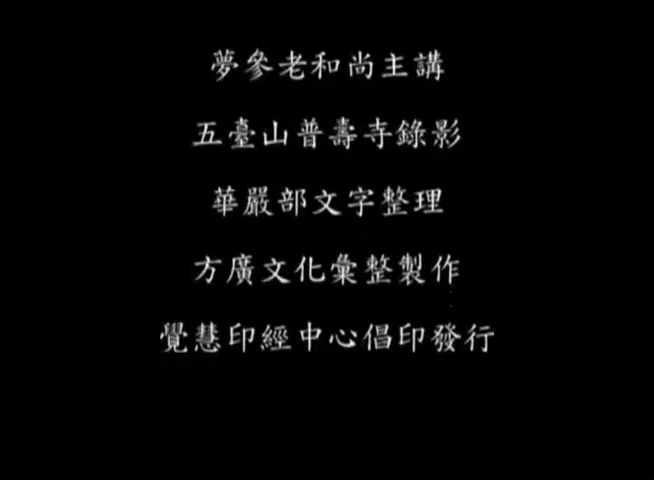 夢參老和尚主講
五臺山普壽寺錄影
華嚴部文字整理
方廣文化彙整製作
覺慧印經中心倡印發行